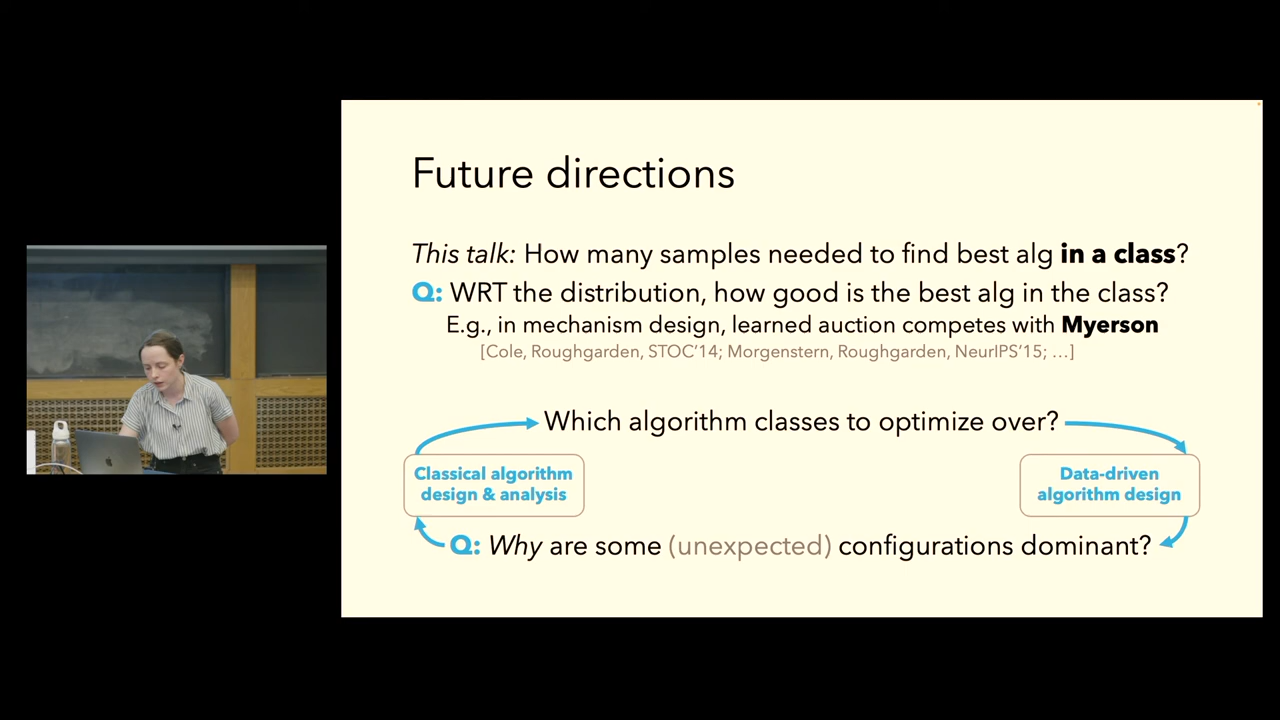 Future directions
This talk: How many samples needed to find best alg in a class?
Q: WRT the distribution, how good is the best alg in the class?
E.g., in mechanism design, learned auction competes with Myerson
[Cole, Roughgarden, STOC'14; Morgenstern, Roughgarden, NeurIPS'15; …]
Which algorithm classes to optimize over?
Classical algorithm
design & analysis
Data-driven
algorithm design
Q: Why are some (unexpected) configurations dominant?